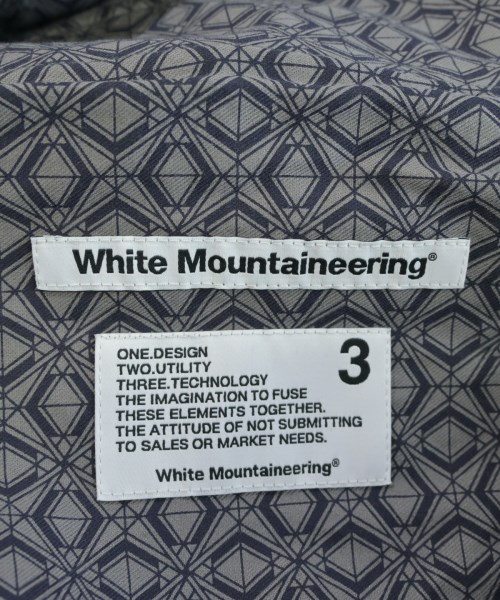 White Mountaineering®
3
ONE.DESIGN
TWO.UTILITY
THREE.TECHNOLOGY
THE IMAGINATION TO FUSE
THESE ELEMENTS TOGETHER.
THE ATTITUDE OF NOT SUBMITTING
TO SALES OR MARKET NEEDS.
White Mountaineering®